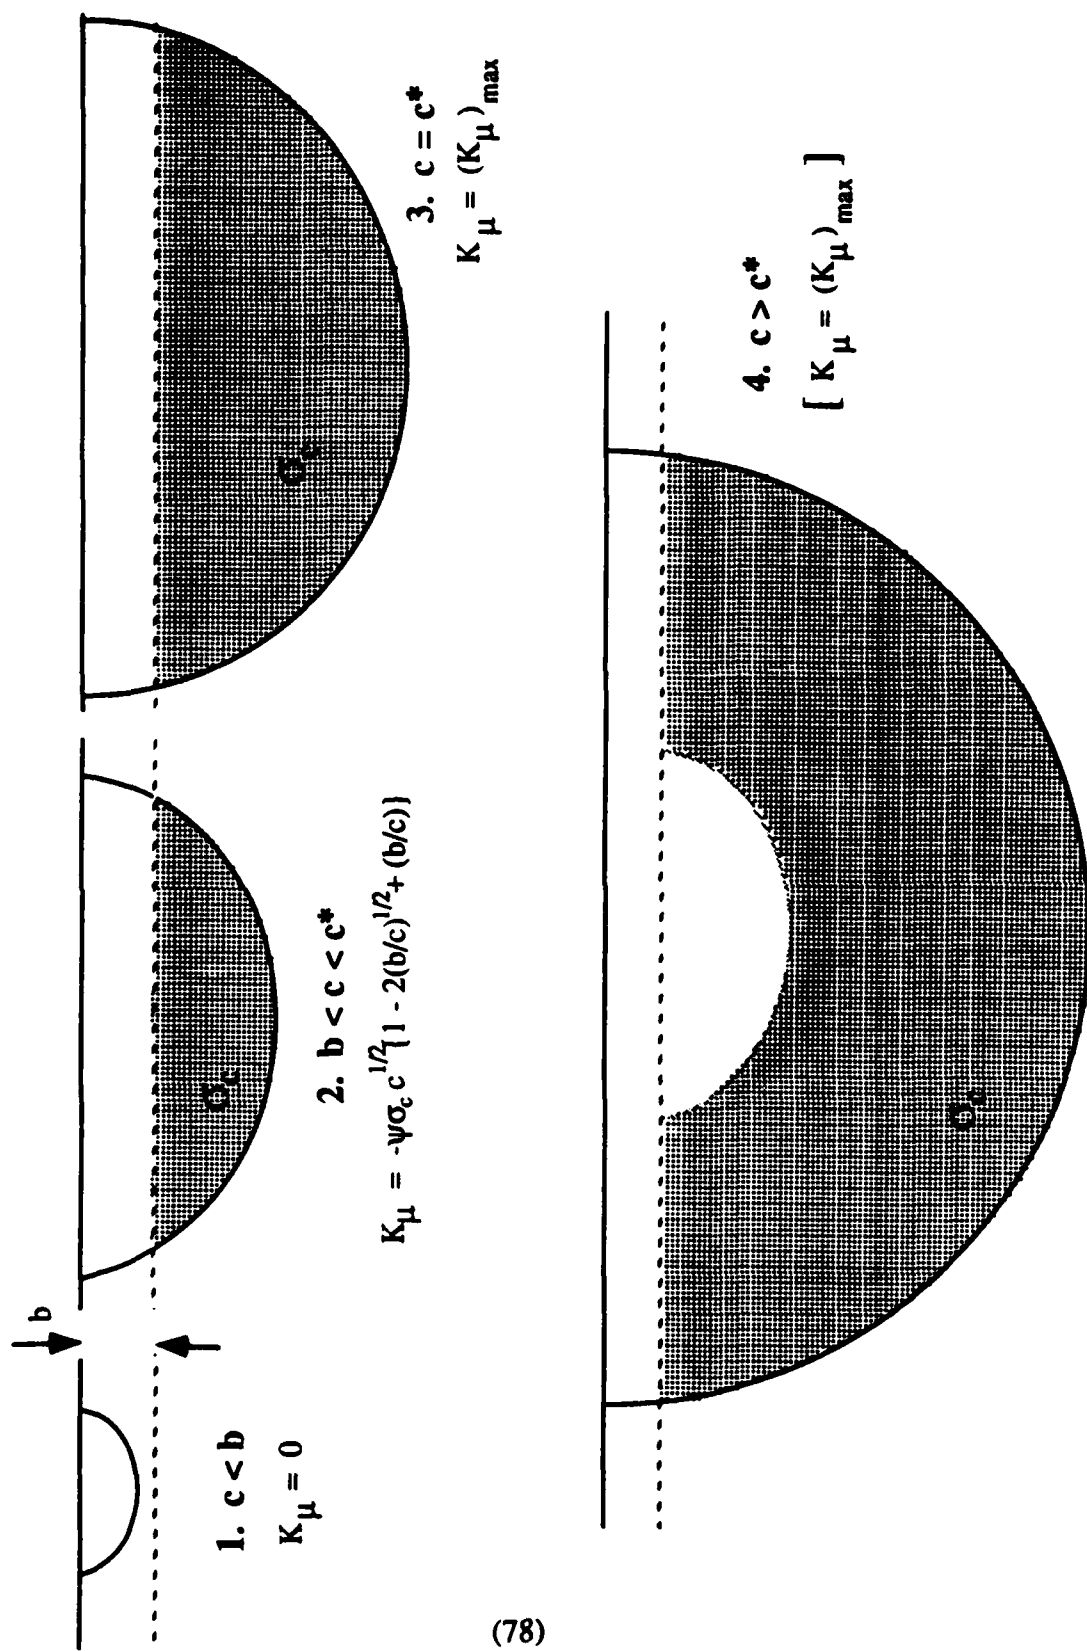 b
1. c < b
K_μ = 0
σ_c
2. b < c < c*
K_μ = -ψσ_c c^{1/2}{1 - 2(b/c)^{1/2} + (b/c)}
σ_c
3. c = c*
K_μ = (K_μ)_max
σ_c
4. c > c*
[ K_μ = (K_μ)_max ]
(78)